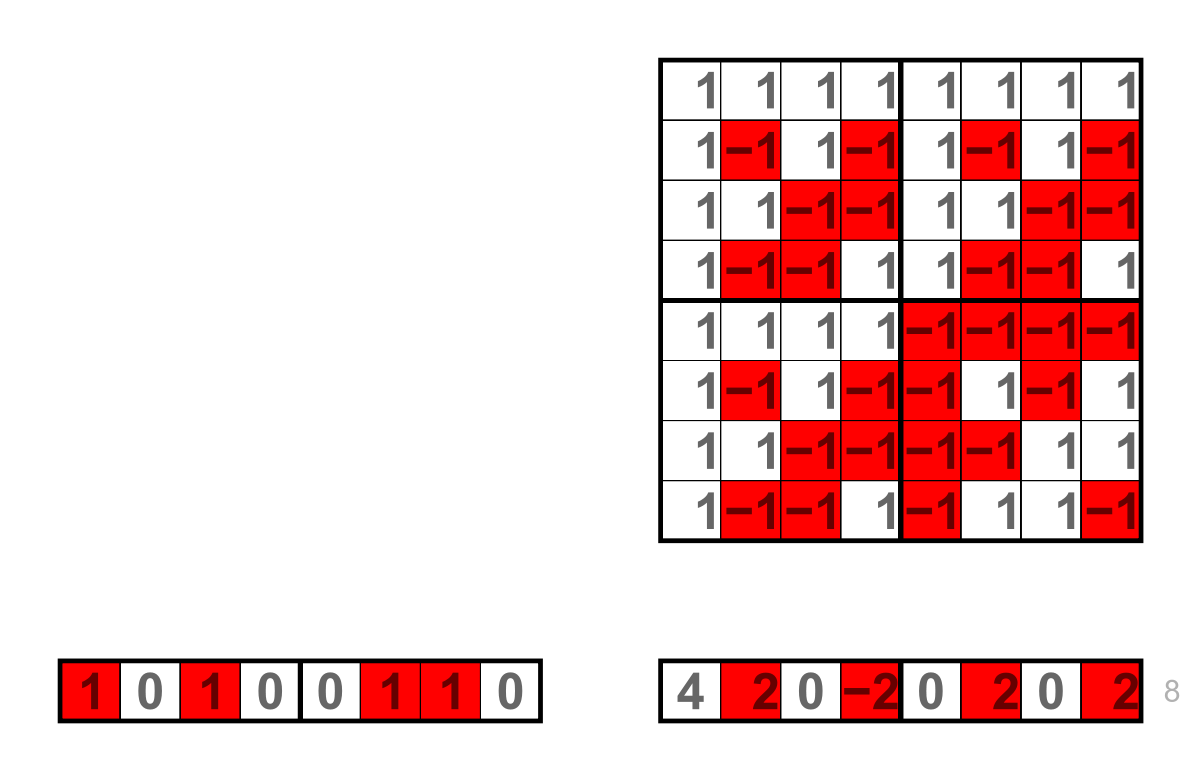 1 1 1 1 1 1 1 1
1 −1 1 −1 1 −1 1 −1
1 1 −1 −1 1 1 −1 −1
1 −1 −1 1 1 −1 −1 1
1 1 1 1 −1 −1 −1 −1
1 −1 1 −1 −1 1 −1 1
1 1 −1 −1 −1 −1 1 1
1 −1 −1 1 −1 1 1 −1
1 0 1 0 0 1 1 0
4 2 0 −2 0 2 0 2
8